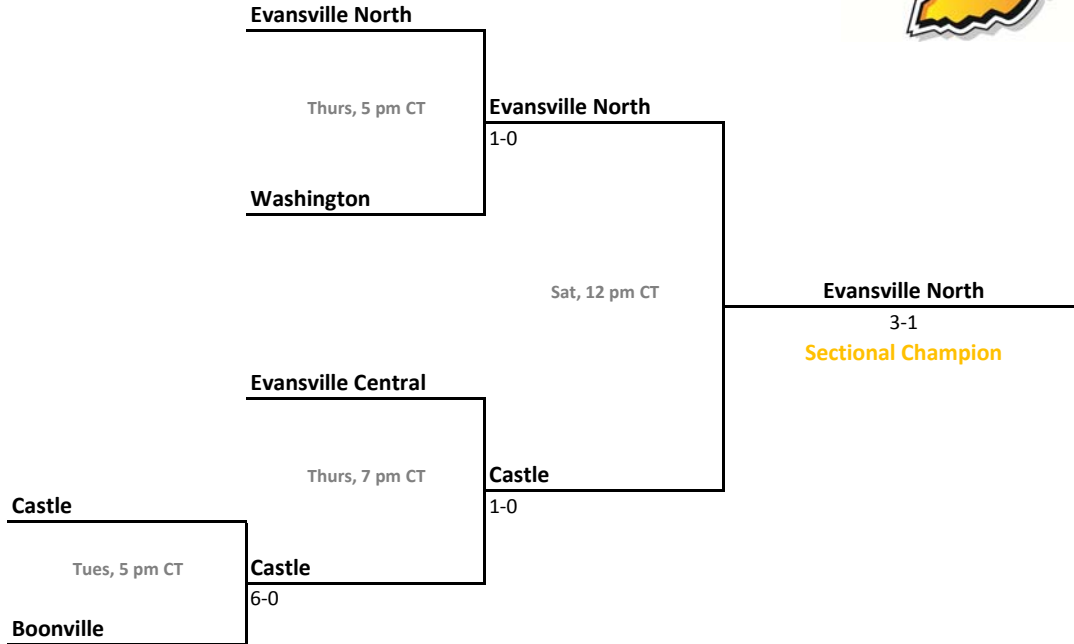 Evansville North
Thurs, 5 pm CT
Evansville North
1-0
Washington
Sat, 12 pm CT
Evansville North
3-1
Sectional Champion
Evansville Central
Thurs, 7 pm CT
Castle
1-0
Castle
Tues, 5 pm CT
Castle
6-0
Boonville